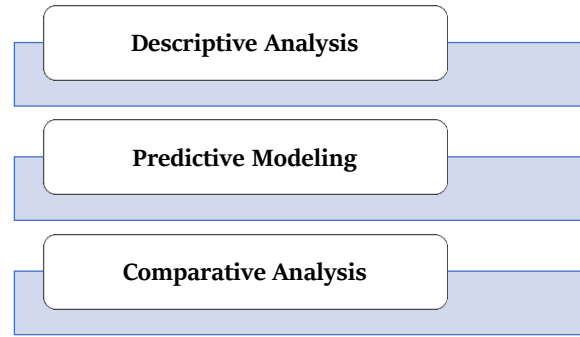 Descriptive Analysis
Predictive Modeling
Comparative Analysis